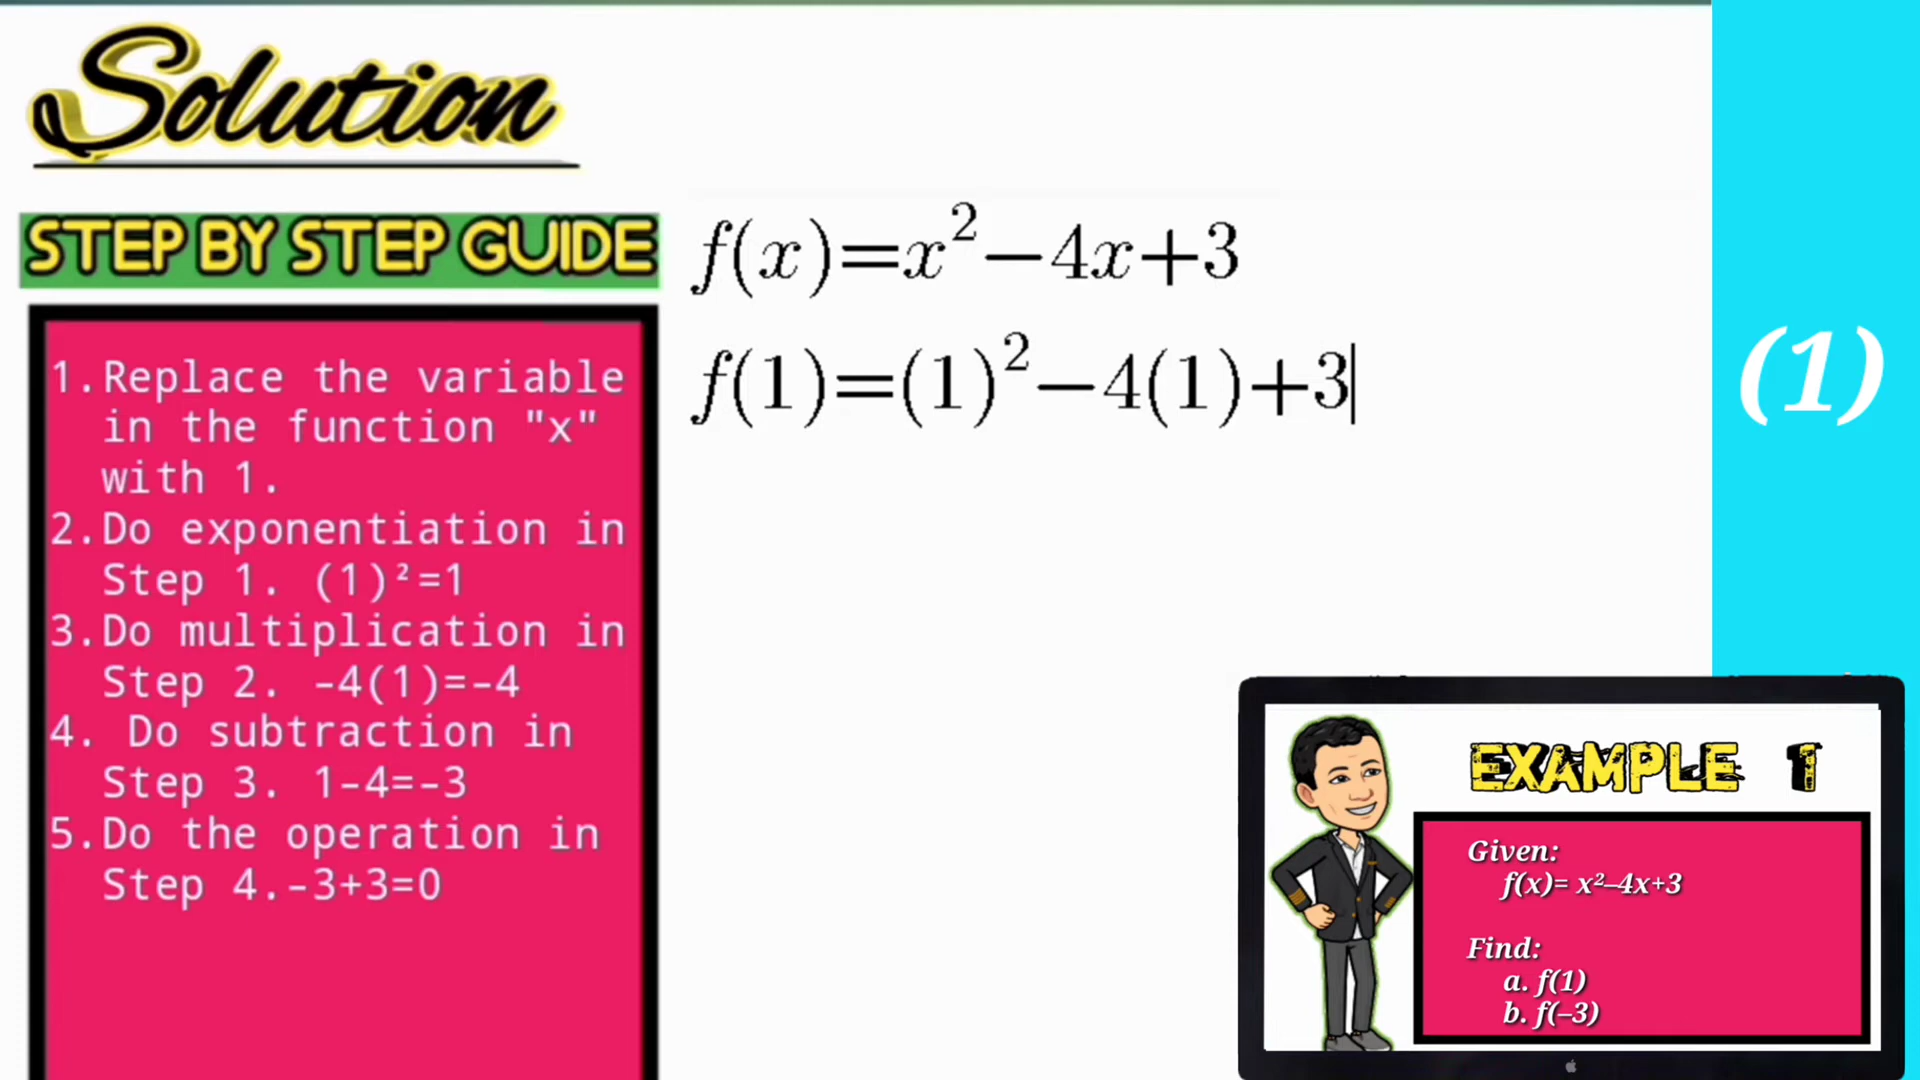 Solution
STEP BY STEP GUIDE
1.Replace the variable
in the function "x"
with 1.
2.Do exponentiation in
Step 1. (1)²=1
3.Do multiplication in
Step 2. -4(1)=-4
4. Do subtraction in
Step 3. 1-4=-3
5.Do the operation in
Step 4.-3+3=0
f(x)=x²−4x+3
f(1)=(1)²−4(1)+3
(1)
EXAMPLE 1
Given:
f(x)= x²–4x+3
Find:
a. f(1)
b. f(–3)